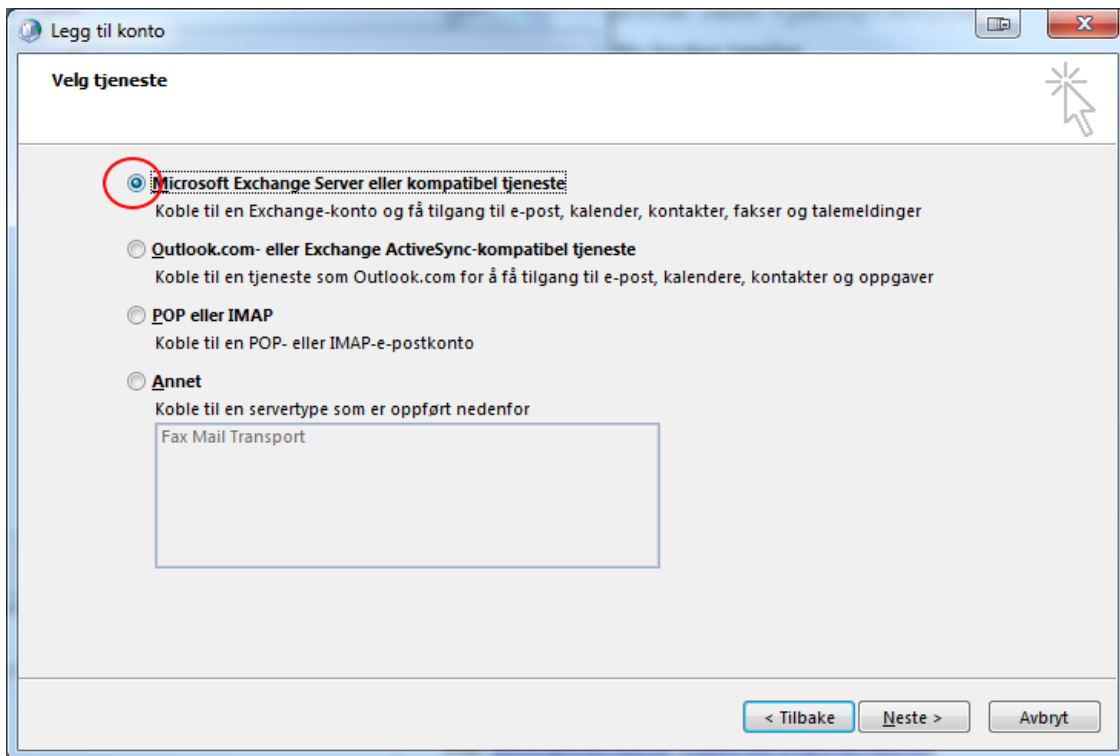 Legg til konto
Velg tjeneste
Microsoft Exchange Server eller kompatibel tjeneste
Koble til en Exchange-konto og få tilgang til e-post, kalender, kontakter, fakser og talemeldinger
Outlook.com- eller Exchange ActiveSync-kompatibel tjeneste
Koble til en tjeneste som Outlook.com for å få tilgang til e-post, kalendere, kontakter og oppgaver
POP eller IMAP
Koble til en POP- eller IMAP-e-postkonto
Annet
Koble til en servertype som er oppført nedenfor
Fax Mail Transport
< Tilbake Neste > Avbryt